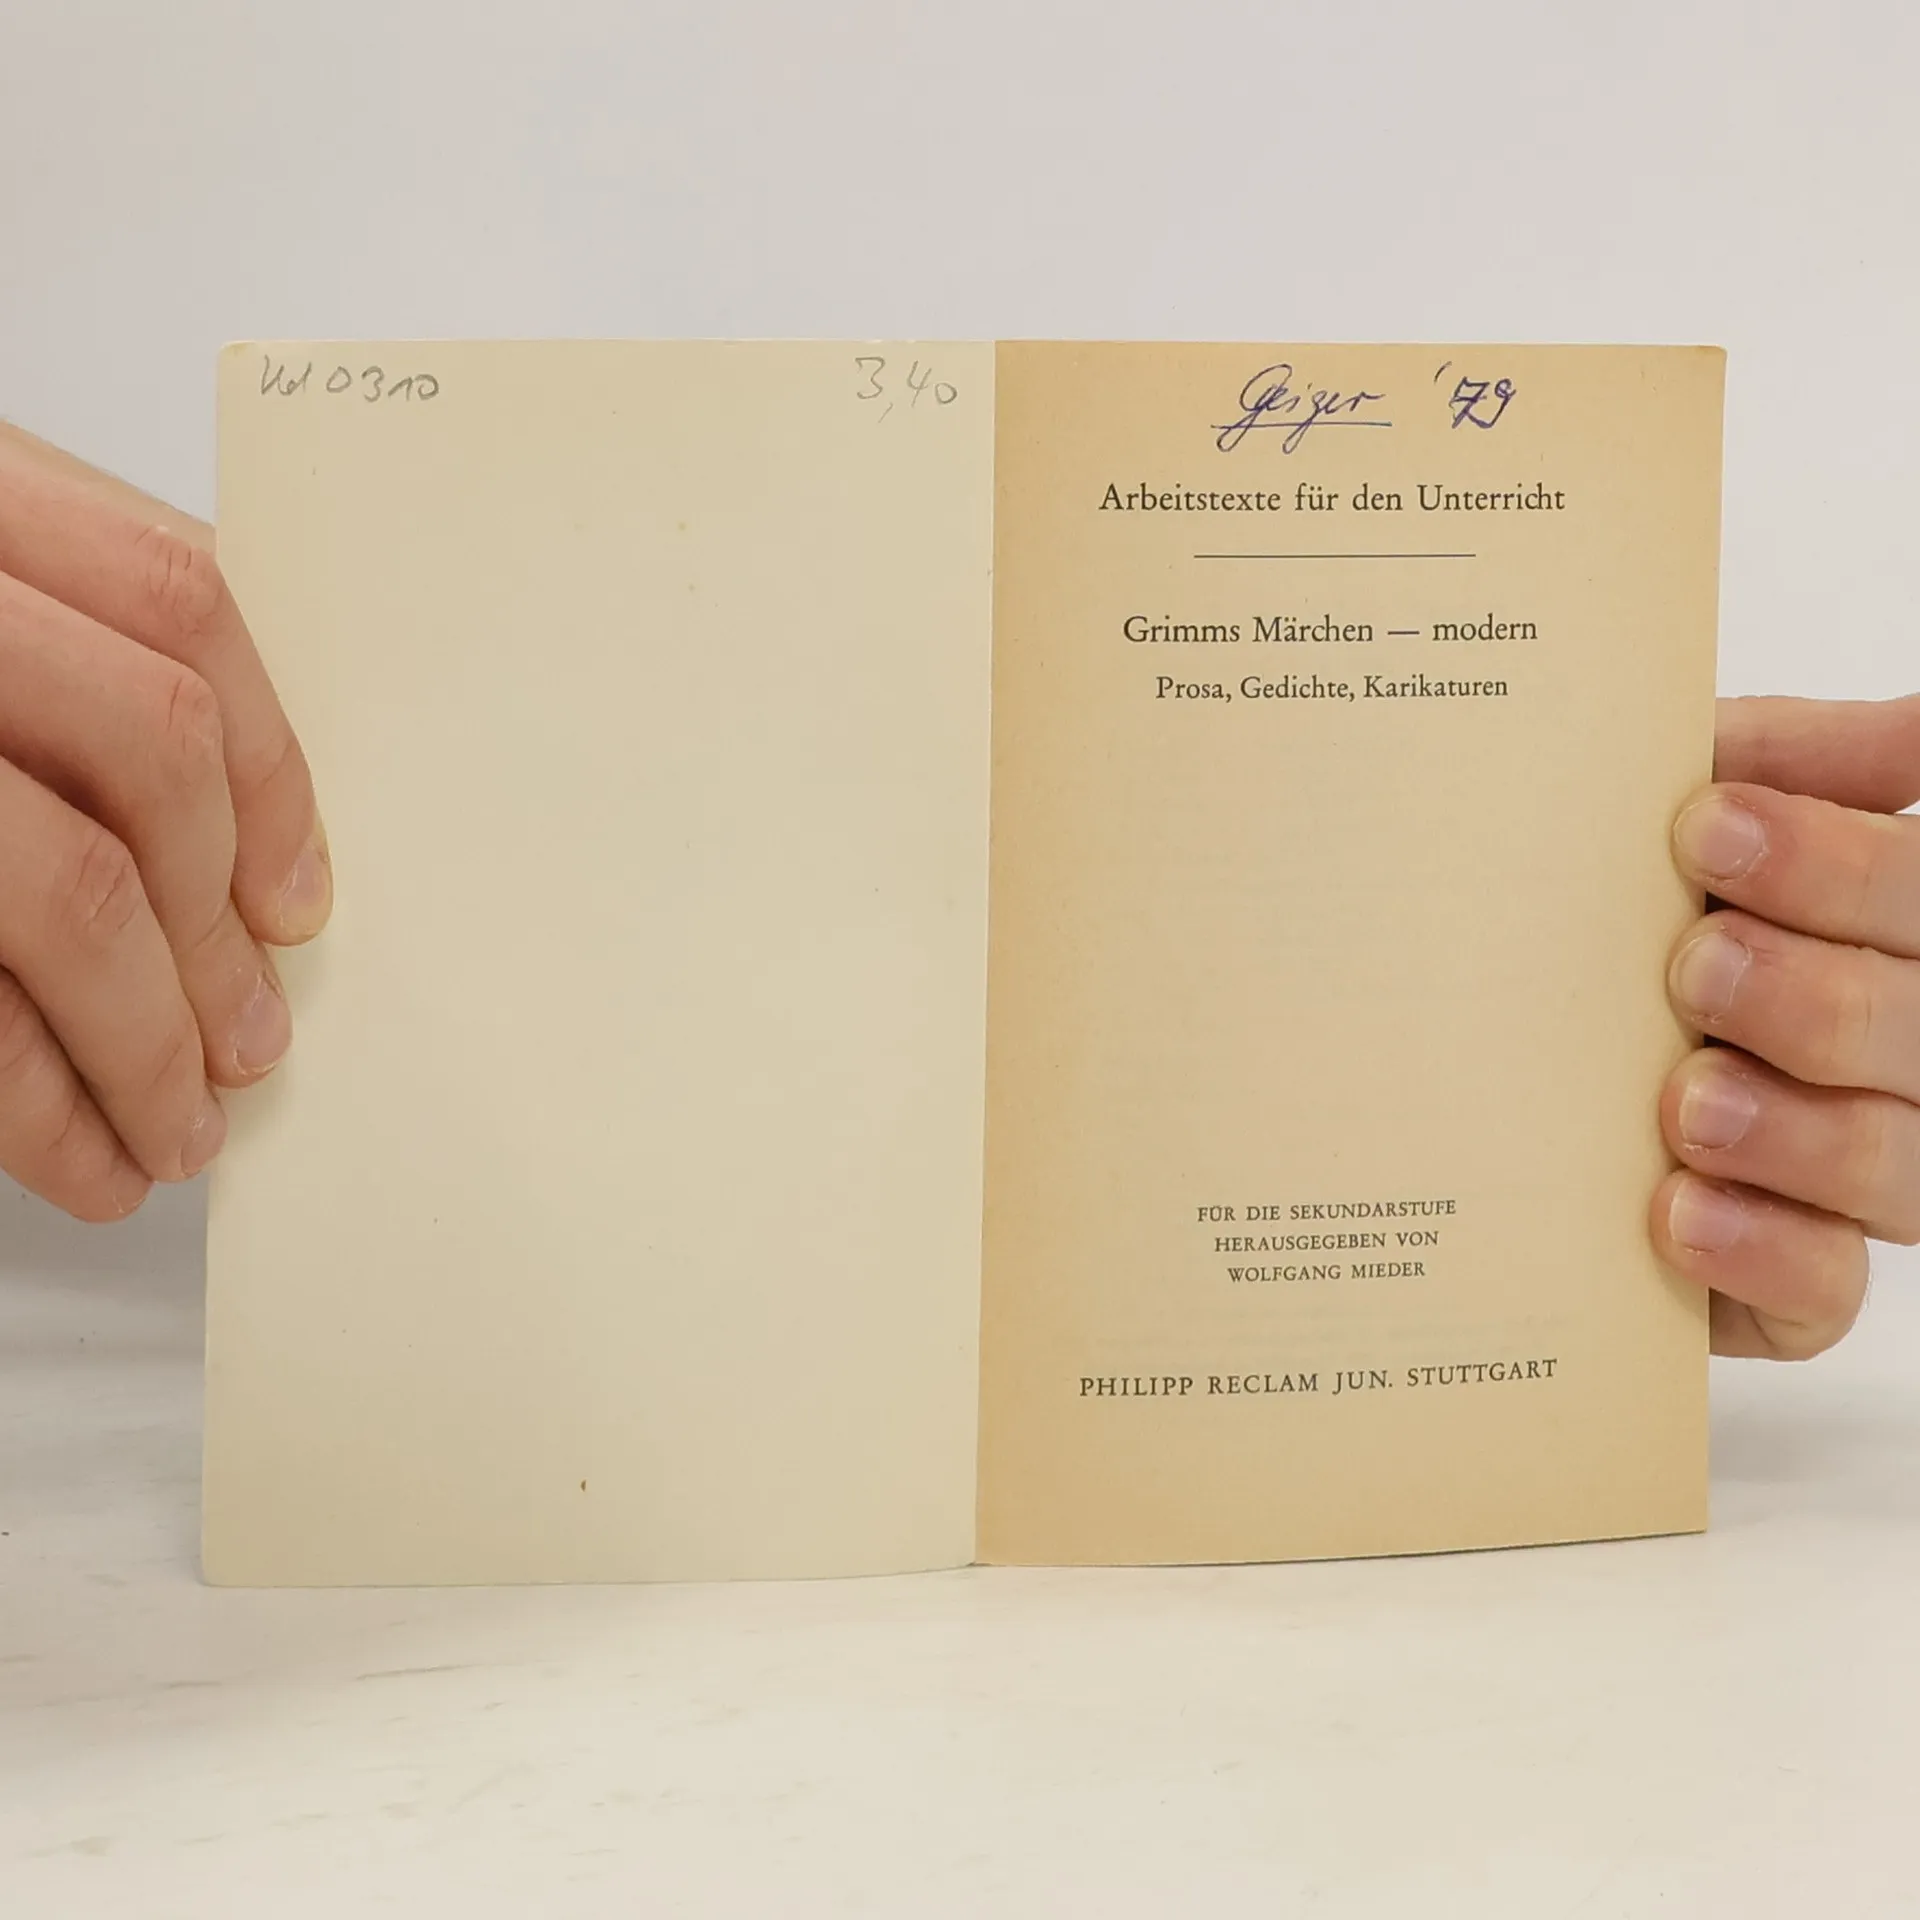 0310
3,40
Geiger '79
Arbeitstexte für den Unterricht
Grimms Märchen — modern
Prosa, Gedichte, Karikaturen
FÜR DIE SEKUNDARSTUFE
HERAUSGEGEBEN VON
WOLFGANG MIEDER
PHILIPP RECLAM JUN. STUTTGART